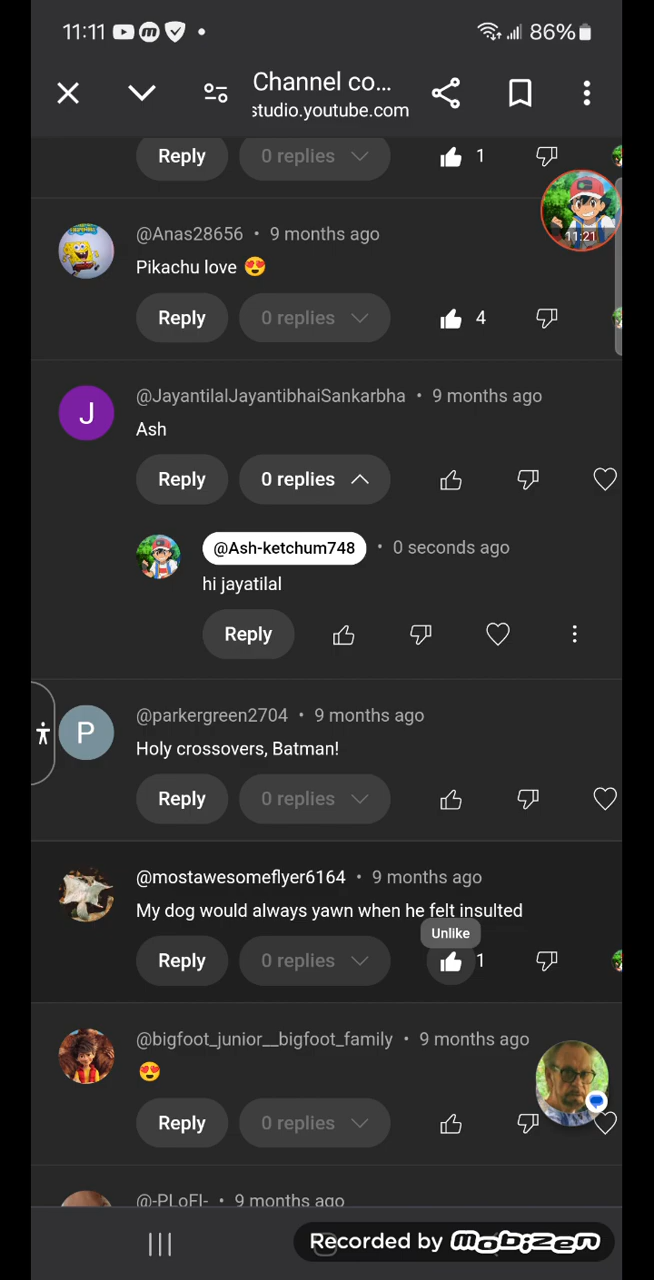 11:11
86%
Channel co...
studio.youtube.com
Reply
0 replies
1
11:21
@Anas28656 • 9 months ago
Pikachu love 😍
Reply
0 replies
4
J
@JayantilalJayantibhaiSankarbha • 9 months ago
Ash
Reply
0 replies
@Ash-ketchum748 • 0 seconds ago
hi jayatilal
Reply
P
@parkergreen2704 • 9 months ago
Holy crossovers, Batman!
Reply
0 replies
@mostawesomeflyer6164 • 9 months ago
My dog would always yawn when he felt insulted
Unlike
Reply
0 replies
1
@bigfoot_junior__bigfoot_family • 9 months ago
😍
Reply
0 replies
@-PLoFI- • 9 months ago
Recorded by mobizen